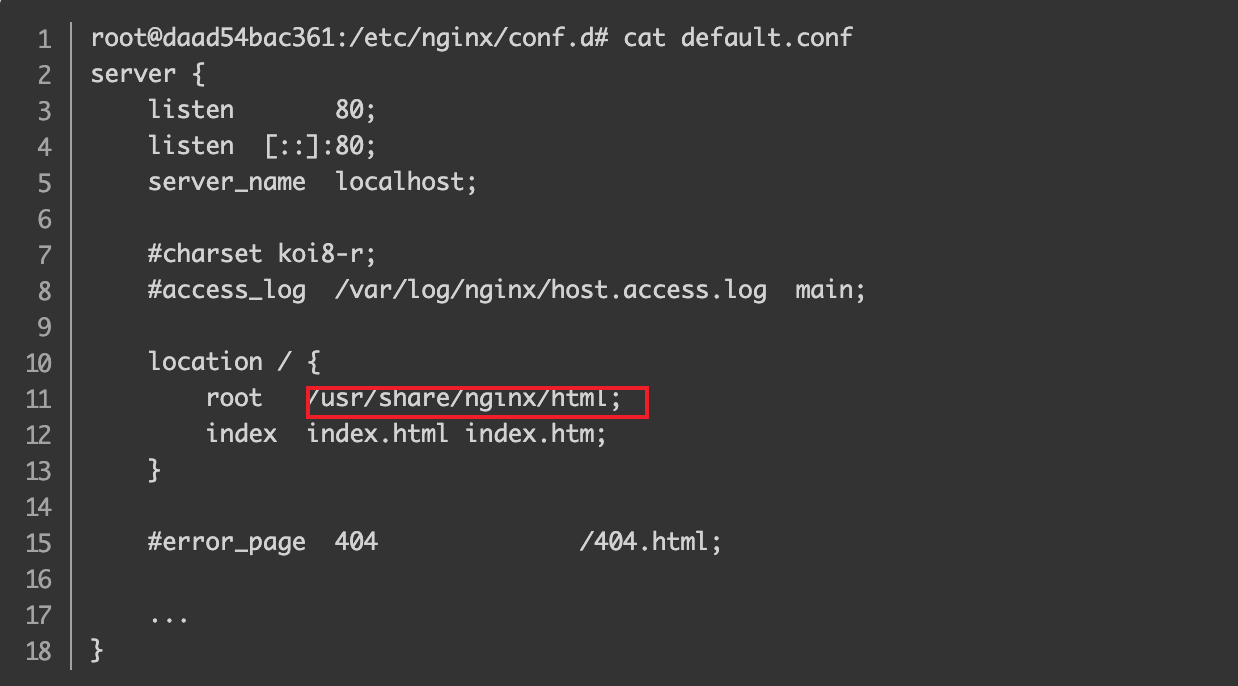 1 root@daad54bac361:/etc/nginx/conf.d# cat default.conf
2 server {
3     listen       80;
4     listen  [::]:80;
5     server_name  localhost;
6
7     #charset koi8-r;
8     #access_log  /var/log/nginx/host.access.log  main;
9
10     location / {
11         root   /usr/share/nginx/html;
12         index  index.html index.htm;
13     }
14
15     #error_page  404              /404.html;
16
17     ...
18 }